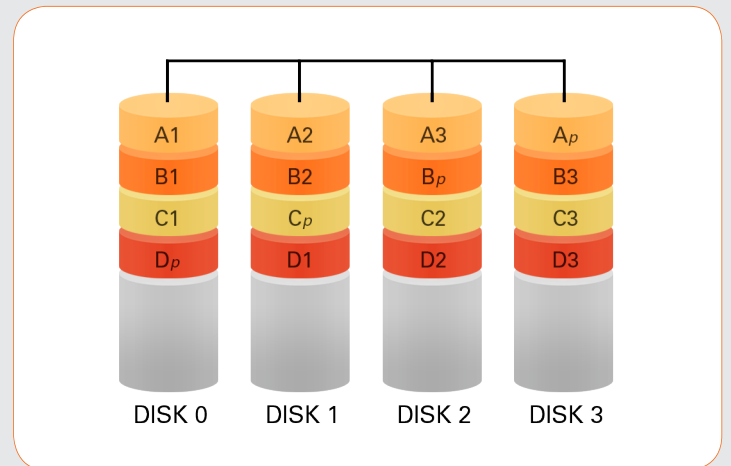 A1 A2 A3 Ap
B1 B2 Bp B3
C1 Cp C2 C3
Dp D1 D2 D3
DISK 0 DISK 1 DISK 2 DISK 3